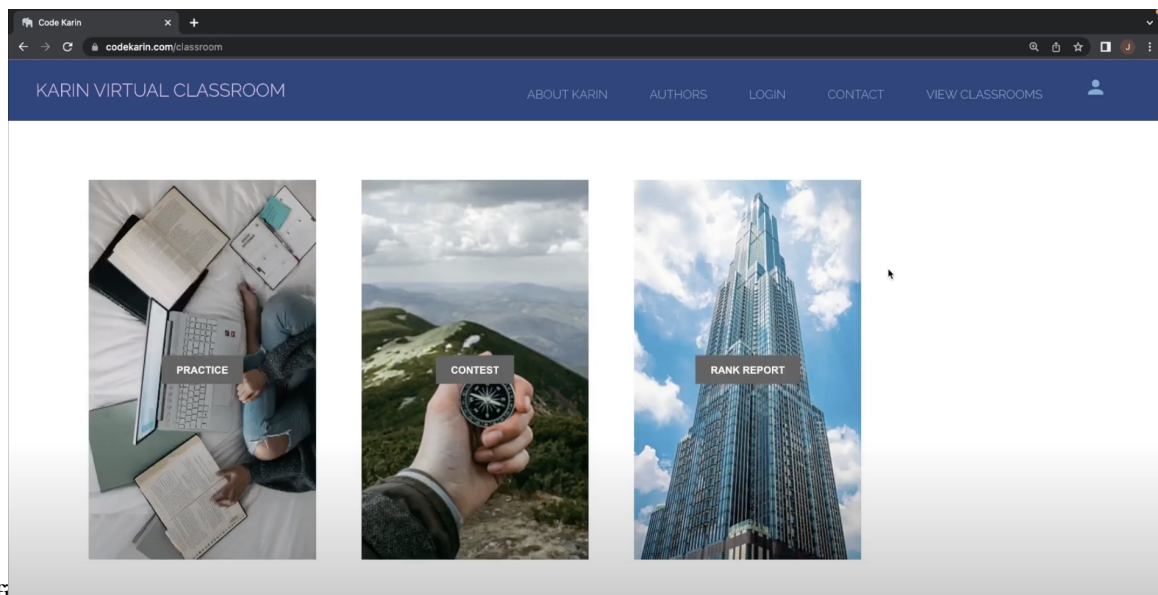 Code Karin
codekarin.com/classroom
J
KARIN VIRTUAL CLASSROOM
ABOUT KARIN AUTHORS LOGIN CONTACT VIEW CLASSROOMS
PRACTICE CONTEST RANK REPORT